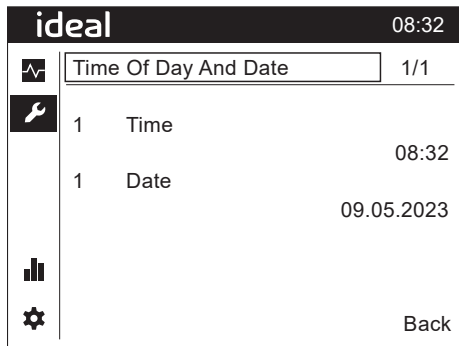 ideal 08:32
Time Of Day And Date 1/1
1 Time
08:32
1 Date
09.05.2023
Back